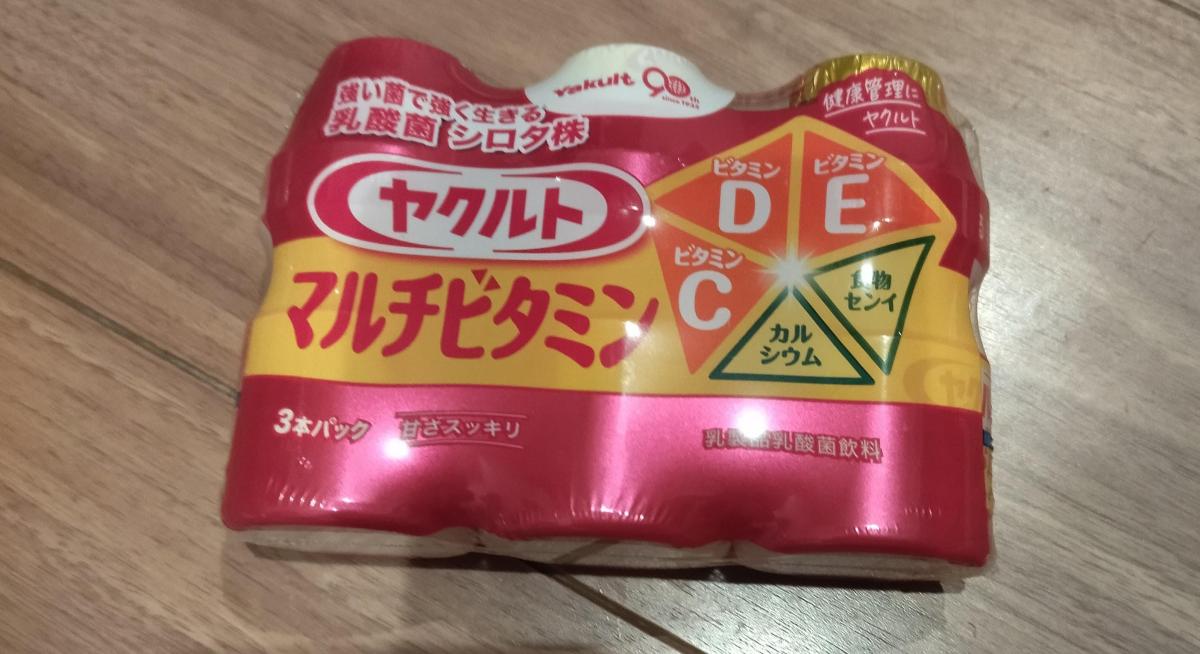 強い菌で強く生きる
乳酸菌 シロタ株
Yakult 90th
since 1935
健康管理に
ヤクルト
ヤクルト
マルチビタミン
ビタミン
D
ビタミン
E
ビタミン
C
食物
センイ
カル
シウム
3本パック 甘さスッキリ
乳製品乳酸菌飲料